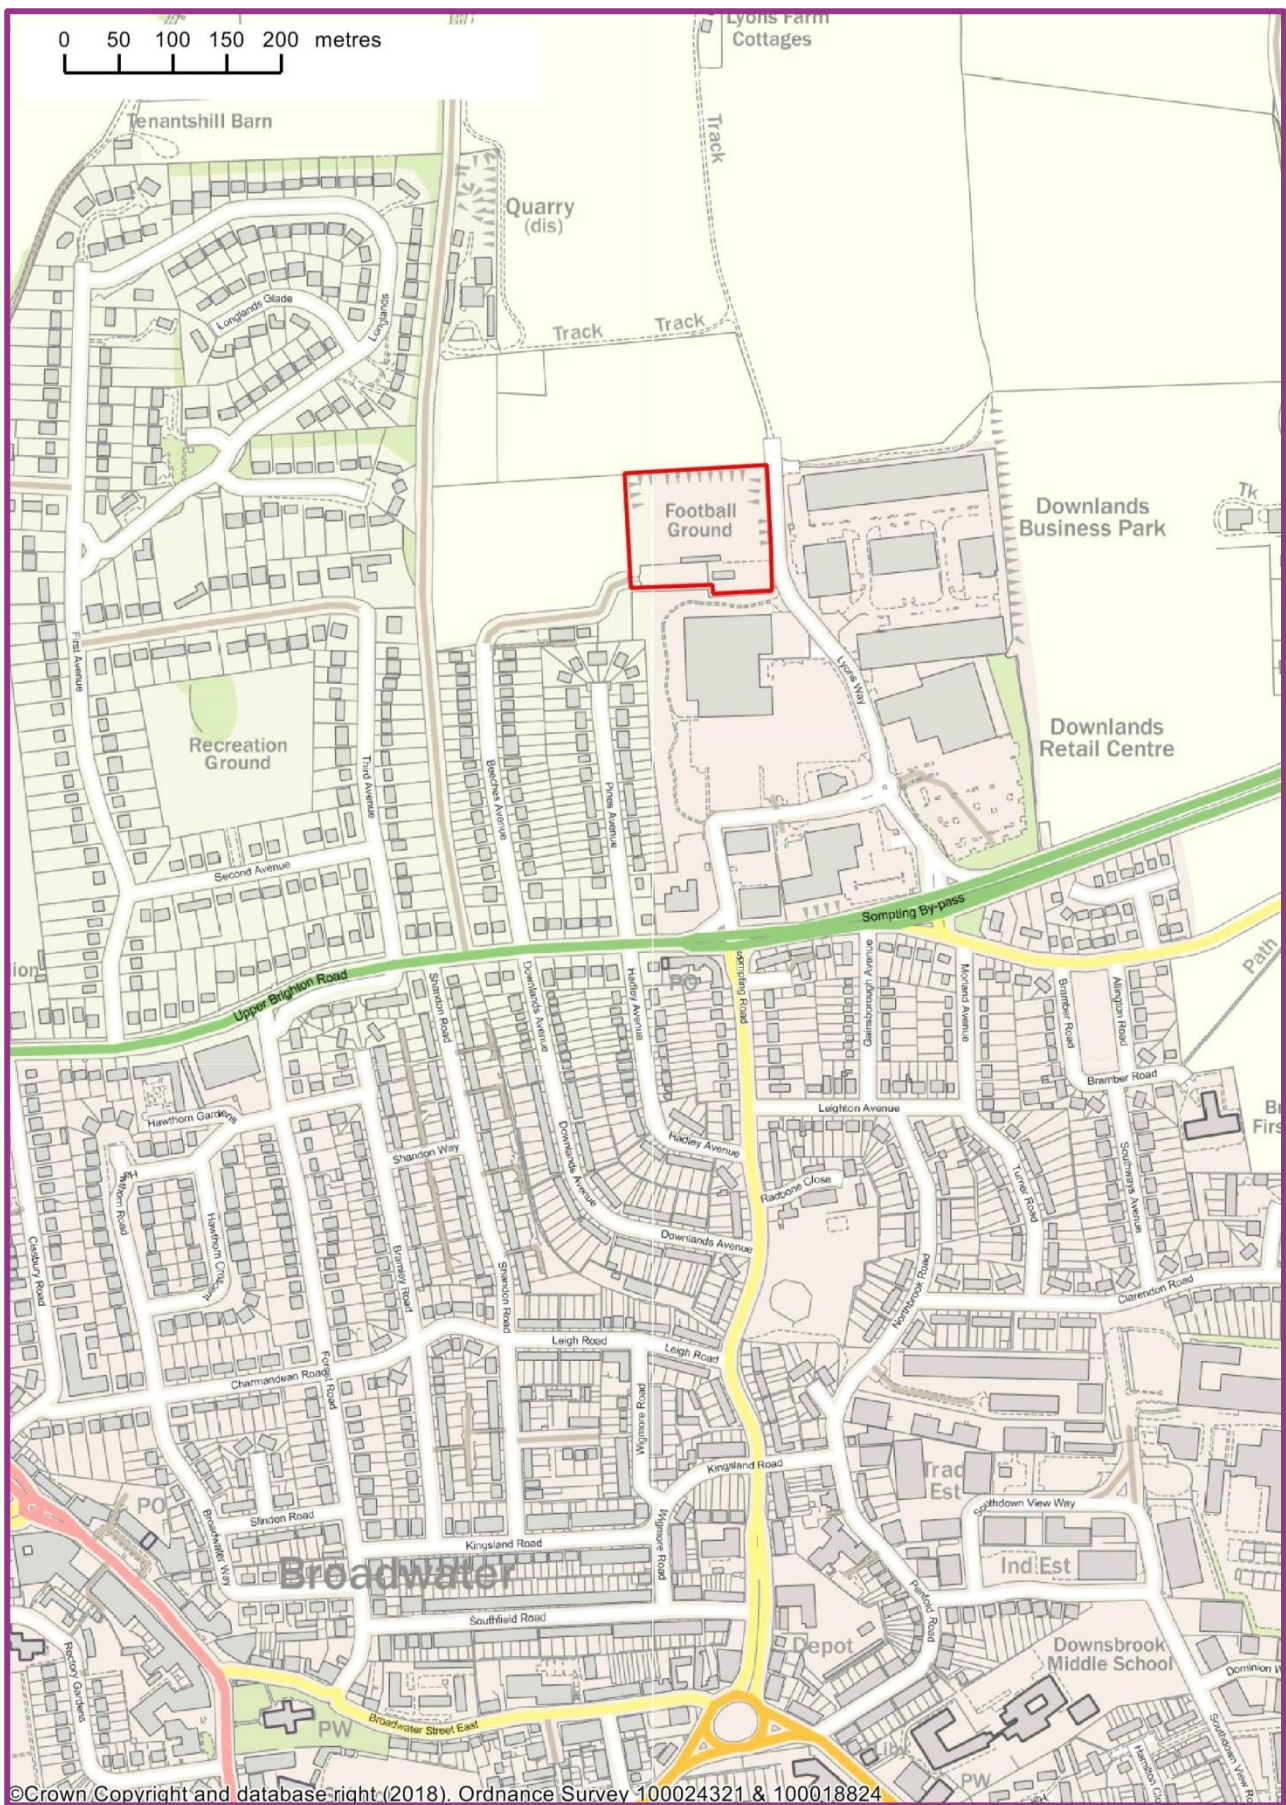 0 50 100 150 200 metres
Lyons Farm
Cottages
Tenantshill Barn
Track
Quarry
(dis)
Longlands Glade
Longlands
Track Track
Football
Ground
Downlands
Business Park
Tk
First Avenue
Lyons Way
Recreation
Ground
Downlands
Retail Centre
Third Avenue
Beeches Avenue
Pines Avenue
Second Avenue
Sompting By-pass
Upper Brighton Road
Path
PO
Sompting Road
Shandon Road
Downlands Avenue
Hadley Avenue
Gainsborough Avenue
Morland Avenue
Bramber Road
Allington Road
Bramber Road
Leighton Avenue
Hawthorn Gardens
Shandon Way
Hadley Avenue
Downlands Avenue
Radbone Close
Turner Road
Southways Avenue
Hawthorn Road
Hawthorn Crescent
Cissbury Road
Bramley Road
Shandon Road
Downlands Avenue
Northbrook Road
Clarendon Road
Leigh Road
Leigh Road
Charmandean Road
Forest Road
Wigmore Road
Kingsland Road
Trad
Est
PO
Southdown View Way
Slindon Road
Broadwater Way
Kingsland Road
Wigmore Road
Broadwater
Ind Est
Penfold Road
Southfield Road
Depot
Downsbrook
Middle School
Rectory Gardens
Dominion W
PW
Broadwater Street East
Southdown View Road
Liby
PW
©Crown Copyright and database right (2018). Ordnance Survey 100024321 & 100018824